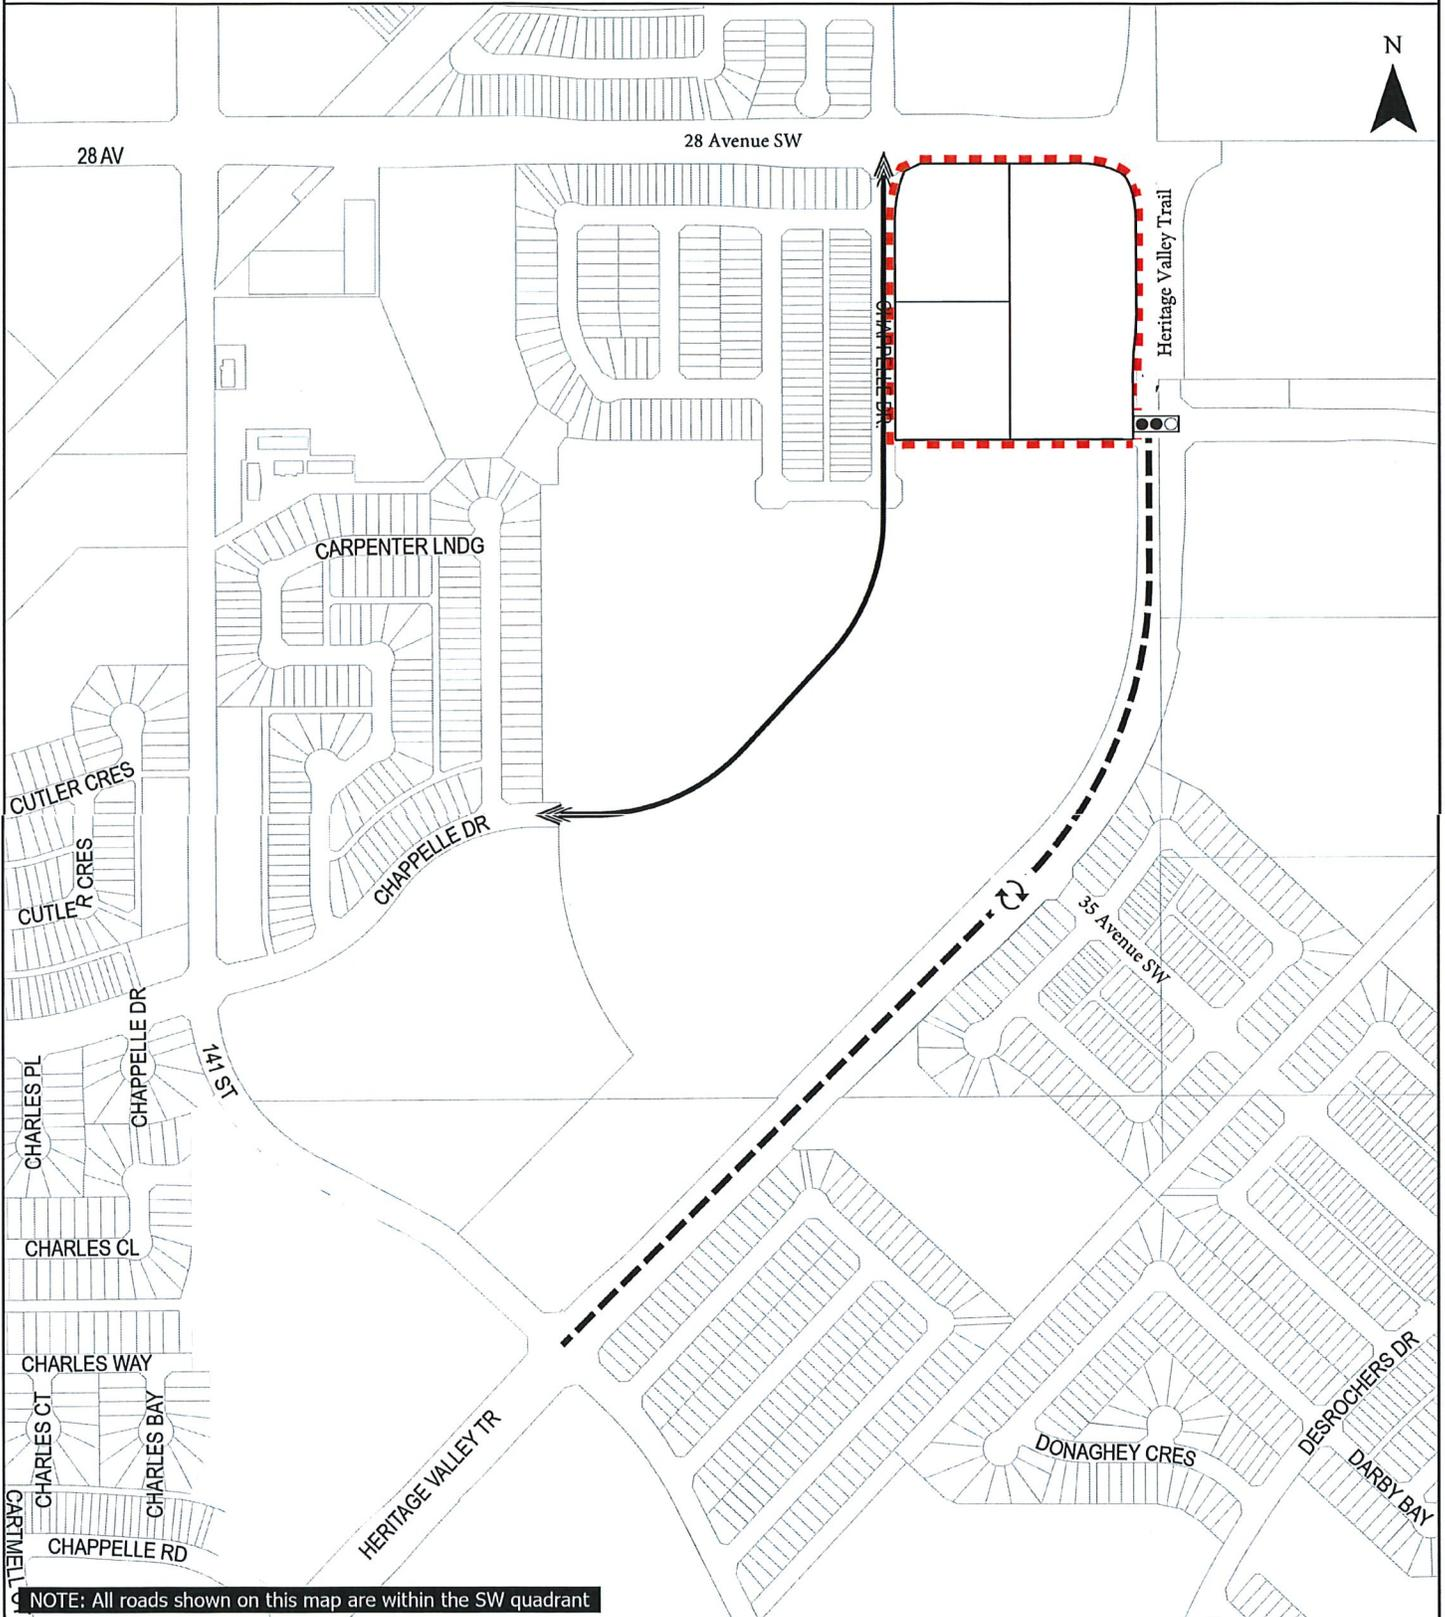 N
28 Avenue SW
28 AV
Heritage Valley Trail
CHAPPELLE DR.
CARPENTER LNDG
CUTLER CRES
CHAPPELLE DR
CUTLER CRES
35 Avenue SW
CHAPPELLE DR
141 ST
CHARLES PL
CHARLES CL
CHARLES WAY
CHARLES CT
CHARLES BAY
HERITAGE VALLEY TR
DESROCHERS DR
DONAGHEY CRES
DARBY BAY
CHAPPELLE RD
NOTE: All roads shown on this map are within the SW quadrant